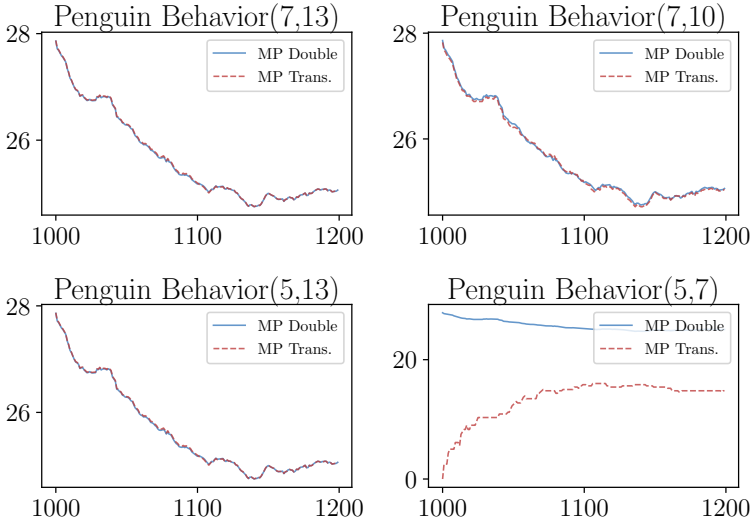 Penguin Behavior(7,13)
28
26
MP Double
MP Trans.
1000
1100
1200
Penguin Behavior(7,10)
28
26
MP Double
MP Trans.
1000
1100
1200
Penguin Behavior(5,13)
28
26
MP Double
MP Trans.
1000
1100
1200
Penguin Behavior(5,7)
20
0
MP Double
MP Trans.
1000
1100
1200